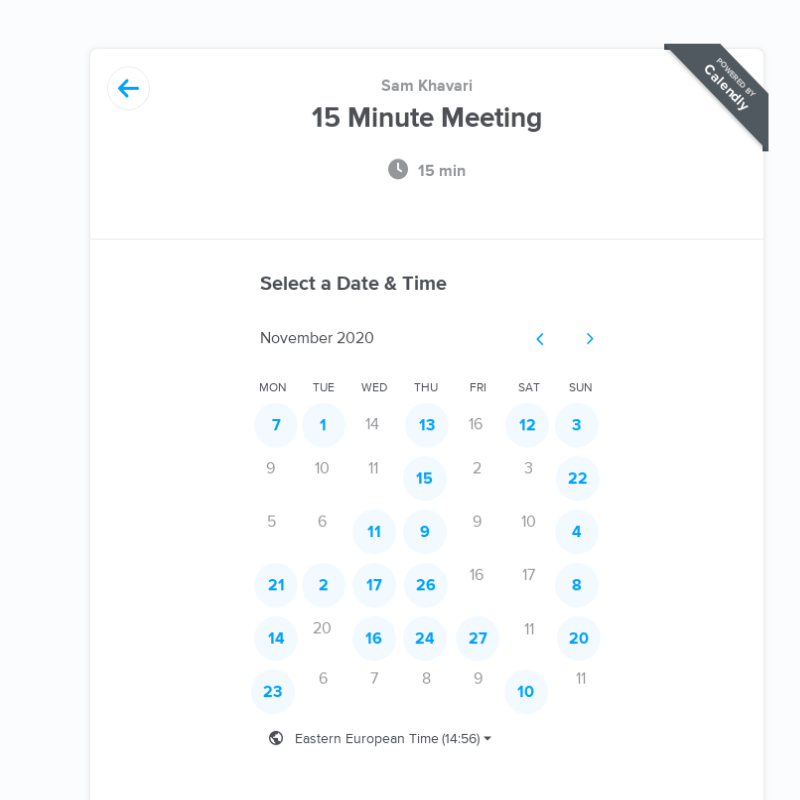 POWERED BY
Calendly
Sam Khavari
15 Minute Meeting
15 min
Select a Date & Time
November 2020
MON TUE WED THU FRI SAT SUN
7 1 14 13 16 12 3
9 10 11 15 2 3 22
5 6 11 9 9 10 4
21 2 17 26 16 17 8
14 20 16 24 27 11 20
23 6 7 8 9 10 11
Eastern European Time (14:56)